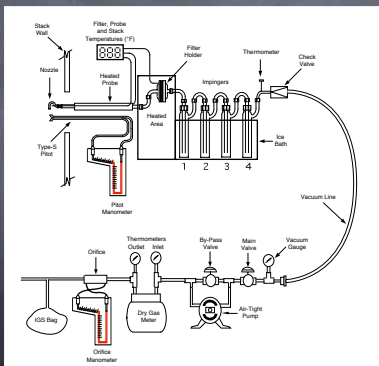 Stack
Wall
Filter, Probe
and Stack
Temperatures (°F)
Filter
Holder
Thermometer
Check
Valve
Nozzle
Heated
Probe
Impingers
Heated
Area
Type-S
Pitot
Ice
Bath
1 2 3 4
Pitot
Manometer
Vacuum Line
Orifice
Thermometers
Outlet Inlet
By-Pass
Valve
Main
Valve
Vacuum
Gauge
IGS Bag
Dry Gas
Meter
Air-Tight
Pump
Orifice
Manometer